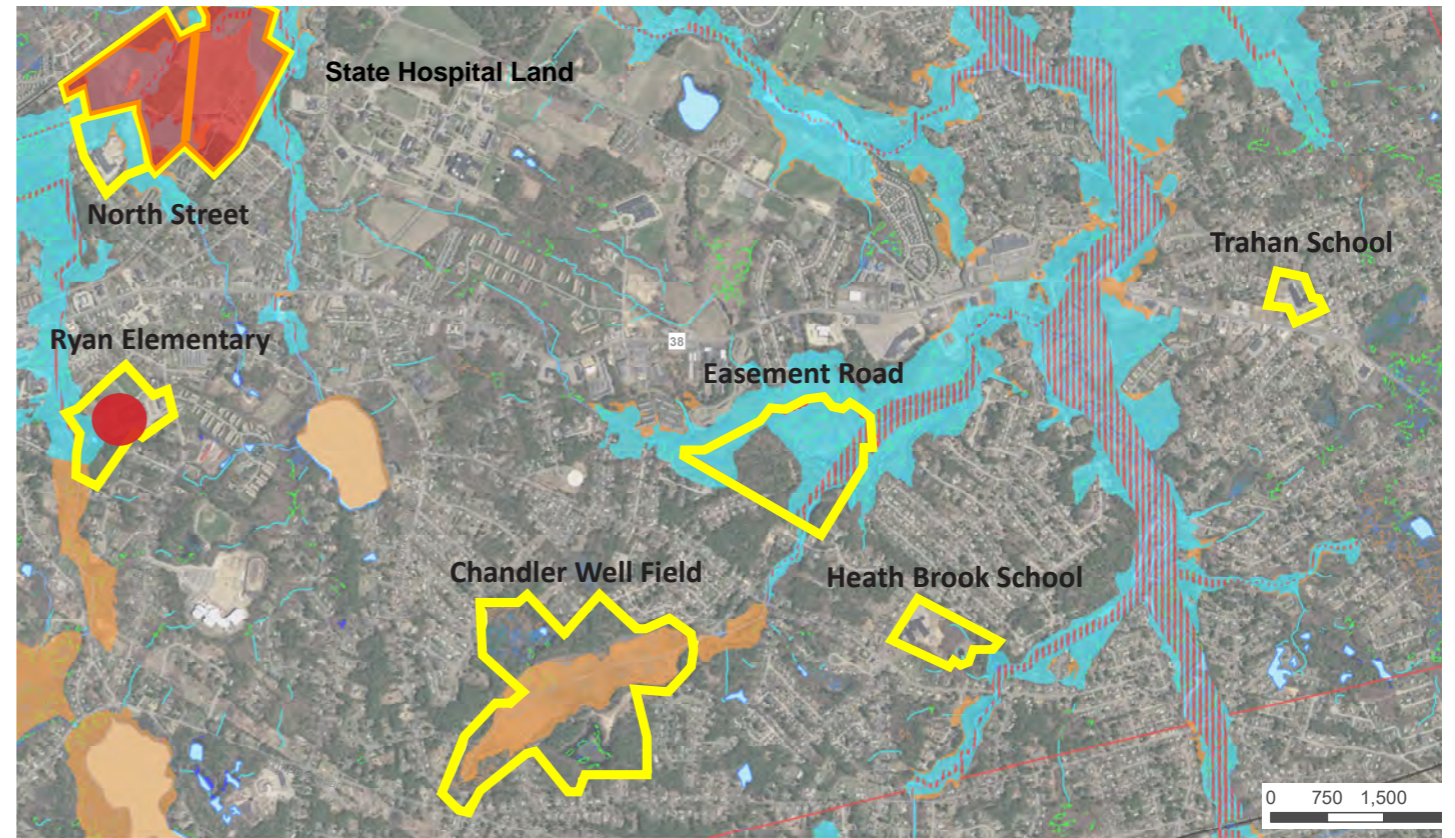 State Hospital Land
North Street
Trahan School
Ryan Elementary
38
Easement Road
Chandler Well Field
Heath Brook School
0 750 1,500